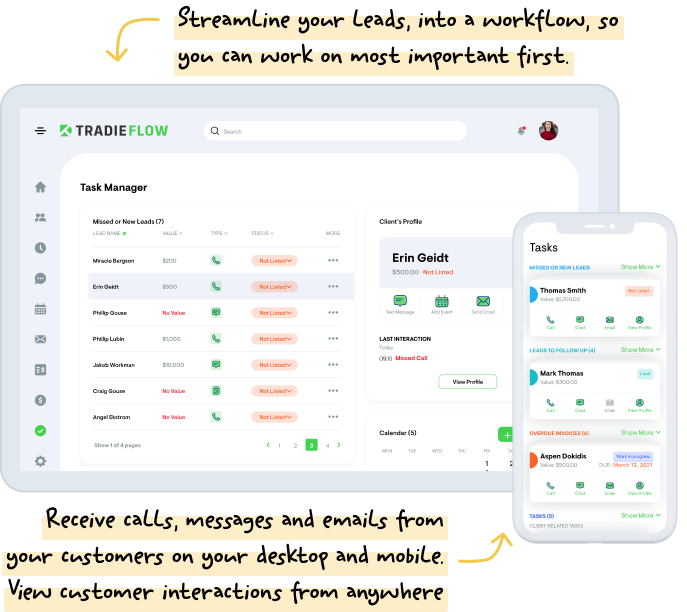 Streamline your Leads, into a workflow, so
you can work on most important first.
TRADIEFLOW
Search
Task Manager
Missed or New Leads (7)
LEAD NAME VALUE TYPE STATUS MORE
Miracle Bergson $200 Not Listed
Erin Geidt $500 Not Listed
Phillip Gouse No Value Not Listed
Phillip Lubin $1,000 Not Listed
Jakob Workman $10,000 Not Listed
Craig Gouse No Value Not Listed
Angel Ekstrom No Value Not Listed
Show 1 of 4 pages
1 2 3 4
Client's Profile
Erin Geidt
$500.00 · Not Listed
Text Message Add Event Send Email
LAST INTERACTION
Today
09:15 Missed Call
View Profile
Calendar (5)
MON TUE WED THU FRI S
1 2
Tasks
MISSED OR NEW LEADS Show More
Thomas Smith Not Listed
Value: $1,200.00
Call Chat Email View Profile
LEADS TO FOLLOW UP (4) Show More
Mark Thomas Lead
Value: $300.00
Call Chat Email View Profile
OVERDUE INVOICES (4) Show More
Aspen Dokidis Work in progress
Value: $500,00 DUE: March 12, 2021
Call Chat Email View Profile
TASKS (5) Show More
CLIENT-RELATED TASKS
Receive calls, messages and emails from
your customers on your desktop and mobile.
View customer interactions from anywhere